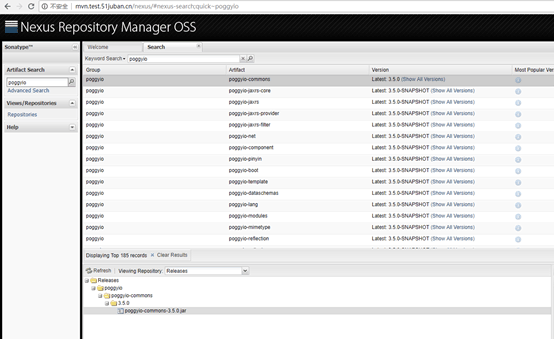 不安全 | mvn.test.51juban.cn/nexus/#nexus-search;quick~poggyio
Nexus Repository Manager OSS
Sonatype™
Welcome
Search
Keyword Search
poggyio
Artifact Search
poggyio
Advanced Search
Views/Repositories
Repositories
Help
Group Artifact Version Most Popular Ver
poggyio poggyio-commons Latest: 3.5.0 (Show All Versions)
poggyio poggyio-jaxrs-core Latest: 3.5.0-SNAPSHOT (Show All Versions)
poggyio poggyio-jaxrs Latest: 3.5.0-SNAPSHOT (Show All Versions)
poggyio poggyio-jaxrs-provider Latest: 3.5.0-SNAPSHOT (Show All Versions)
poggyio poggyio-jaxrs-filter Latest: 3.5.0-SNAPSHOT (Show All Versions)
poggyio poggyio-net Latest: 3.5.0-SNAPSHOT (Show All Versions)
poggyio poggyio-component Latest: 3.5.0-SNAPSHOT (Show All Versions)
poggyio poggyio-pinyin Latest: 3.5.0-SNAPSHOT (Show All Versions)
poggyio poggyio-boot Latest: 3.5.0-SNAPSHOT (Show All Versions)
poggyio poggyio-template Latest: 3.5.0-SNAPSHOT (Show All Versions)
poggyio poggyio-dataschemas Latest: 3.5.0-SNAPSHOT (Show All Versions)
poggyio poggyio-lang Latest: 3.5.0-SNAPSHOT (Show All Versions)
poggyio poggyio-modules Latest: 3.5.0-SNAPSHOT (Show All Versions)
poggyio poggyio-mimetype Latest: 3.5.0-SNAPSHOT (Show All Versions)
poggyio poggyio-reflection Latest: 3.5.0-SNAPSHOT (Show All Versions)
Displaying Top 185 records Clear Results
Refresh Viewing Repository: Releases
Releases
poggyio
poggyio-commons
3.5.0
poggyio-commons-3.5.0.jar